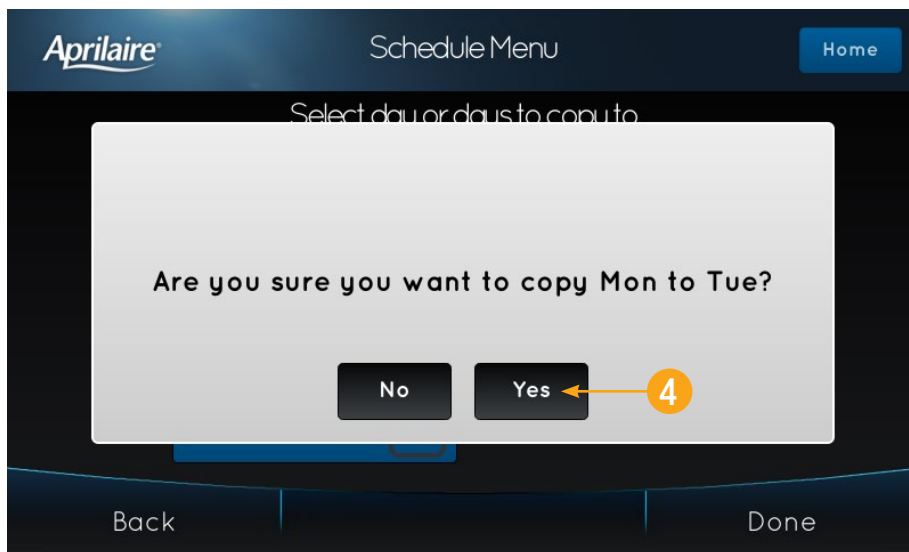 Aprilaire®
Schedule Menu
Home
Select day or days to copy to
Are you sure you want to copy Mon to Tue?
No
Yes
4
Back
Done